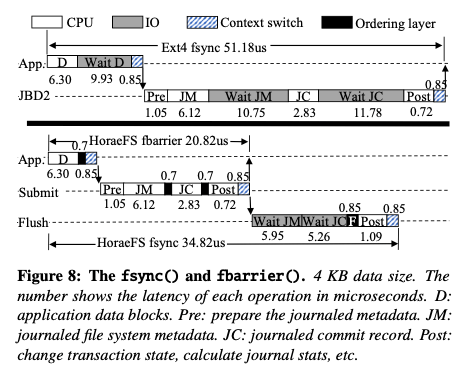 CPU IO Context switch Ordering layer
Ext4 fsync 51.18us
App. D Wait D
6.30 9.93 0.85
0.85
JBD2 Pre JM Wait JM JC Wait JC Post
1.05 6.12 10.75 2.83 11.78 0.72
HoraeFS fbarrier 20.82us
0.7
App. D
6.30 0.85
0.7 0.7 0.85
Submit Pre JM JC Post
1.05 6.12 2.83 0.72
0.85 0.85
Flush Wait JM Wait JC F Post
5.95 5.26 1.09
HoraeFS fsync 34.82us
Figure 8: The fsync() and fbarrier(). 4 KB data size. The
number shows the latency of each operation in microseconds. D:
application data blocks. Pre: prepare the journaled metadata. JM:
journaled file system metadata. JC: journaled commit record. Post:
change transaction state, calculate journal stats, etc.